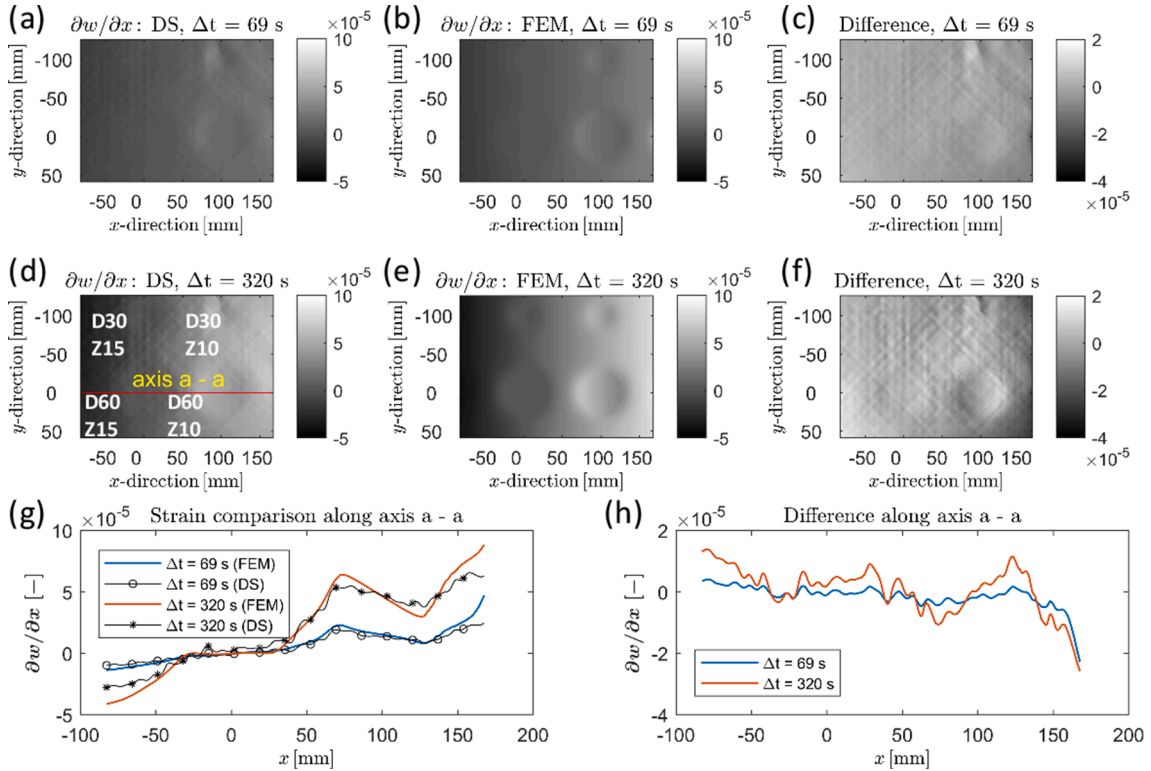 (a) ∂w/∂x: DS, Δt = 69 s
×10⁻⁵
10
5
0
-5
-100
-50
0
50
y-direction [mm]
-50 0 50 100 150
x-direction [mm]
(b) ∂w/∂x: FEM, Δt = 69 s
×10⁻⁵
10
5
0
-5
-100
-50
0
50
y-direction [mm]
-50 0 50 100 150
x-direction [mm]
(c) Difference, Δt = 69 s
2
0
-2
-4
×10⁻⁵
-100
-50
0
50
y-direction [mm]
-50 0 50 100 150
x-direction [mm]
(d) ∂w/∂x: DS, Δt = 320 s
×10⁻⁵
10
5
0
-5
-100
-50
0
50
y-direction [mm]
D30 D30
Z15 Z10
axis a - a
D60 D60
Z15 Z10
-50 0 50 100 150
x-direction [mm]
(e) ∂w/∂x: FEM, Δt = 320 s
×10⁻⁵
10
5
0
-5
-100
-50
0
50
y-direction [mm]
-50 0 50 100 150
x-direction [mm]
(f) Difference, Δt = 320 s
2
0
-2
-4
×10⁻⁵
-100
-50
0
50
y-direction [mm]
-50 0 50 100 150
x-direction [mm]
(g) Strain comparison along axis a - a
×10⁻⁵
10
5
0
-5
∂w/∂x [–]
Δt = 69 s (FEM)
Δt = 69 s (DS)
Δt = 320 s (FEM)
Δt = 320 s (DS)
-100 -50 0 50 100 150 200
x [mm]
(h) Difference along axis a - a
×10⁻⁵
2
0
-2
-4
∂w/∂x [–]
Δt = 69 s
Δt = 320 s
-100 -50 0 50 100 150 200
x [mm]